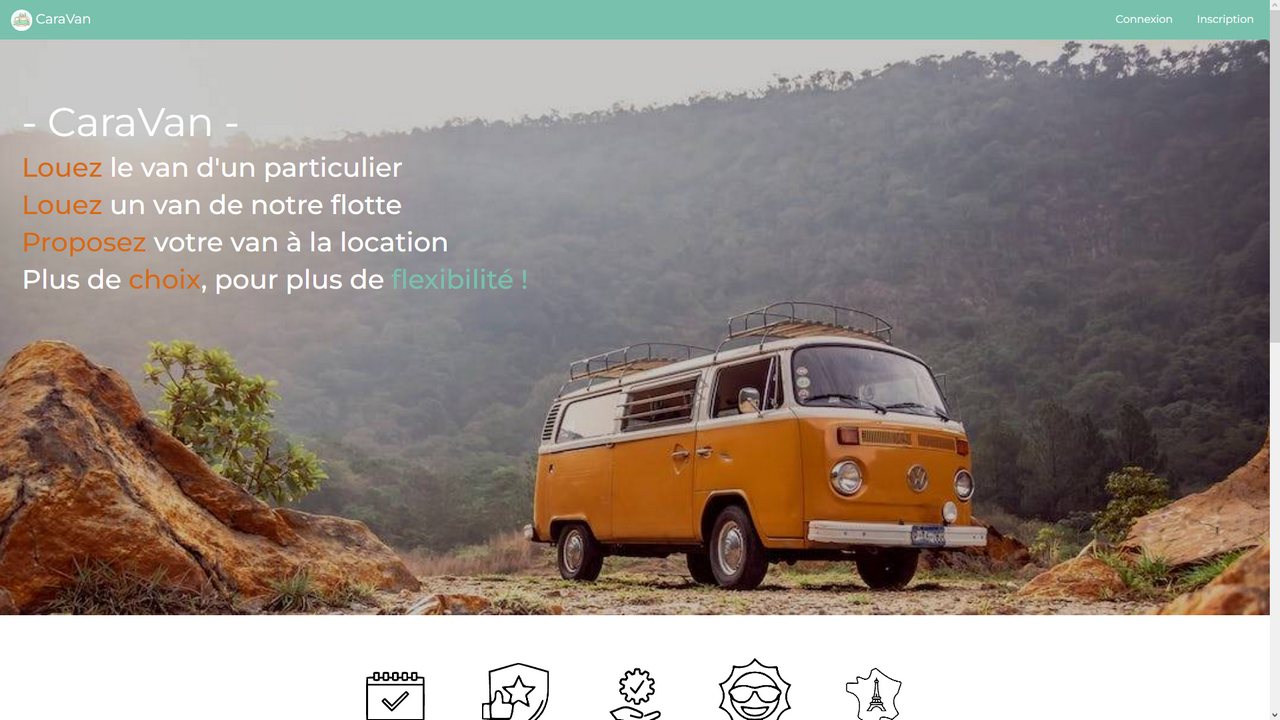 CaraVan
Connexion Inscription
- CaraVan -
Louez le van d'un particulier
Louez un van de notre flotte
Proposez votre van à la location
Plus de choix, pour plus de flexibilité !